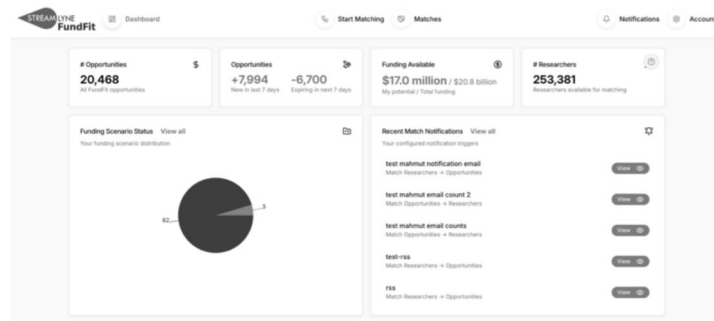 STREAMLYNE
FundFit
Dashboard
Start Matching
Matches
Notifications
Account
# Opportunities
20,468
All FundFit opportunities
Opportunities
+7,994
New in last 7 days
-6,700
Expiring in next 7 days
Funding Available
$17.0 million / $20.8 billion
My potential / Total funding
# Researchers
253,381
Researchers available for matching
Funding Scenario Status View all
Your funding scenario distribution
62
3
Recent Match Notifications View all
Your configured notification triggers
test mahmut notification email
Match Researchers → Opportunities
View
test mahmut email count 2
Match Opportunities → Researchers
View
test mahmut email counts
Match Opportunities → Researchers
View
test-rss
Match Researchers → Opportunities
View
rss
Match Researchers → Opportunities
View